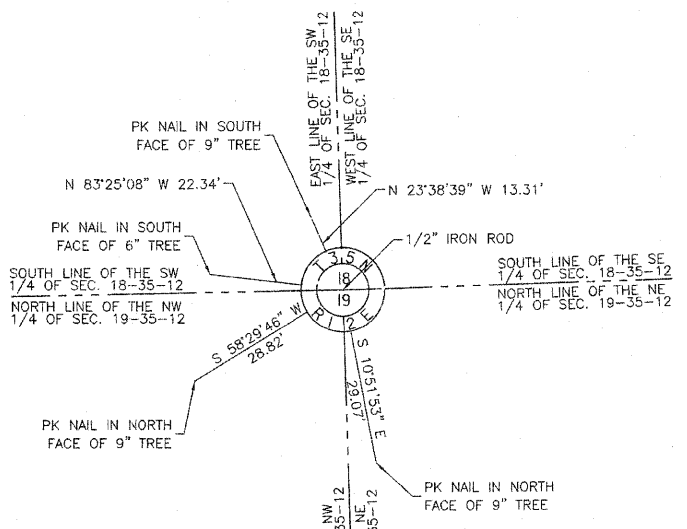 EAST LINE OF THE SW
1/4 OF SEC. 18-35-12
WEST LINE OF THE SE
1/4 OF SEC. 18-35-12
PK NAIL IN SOUTH
FACE OF 9" TREE
N 83°25'08" W 22.34'
N 23°38'39" W 13.31'
PK NAIL IN SOUTH
FACE OF 6" TREE
1/2" IRON ROD
T 35 N
18
19
R 12 E
SOUTH LINE OF THE SW
1/4 OF SEC. 18-35-12
NORTH LINE OF THE NW
1/4 OF SEC. 19-35-12
SOUTH LINE OF THE SE
1/4 OF SEC. 18-35-12
NORTH LINE OF THE NE
1/4 OF SEC. 19-35-12
S 58°29'46" W
28.82'
S 10°51'53" E
29.07'
PK NAIL IN NORTH
FACE OF 9" TREE
PK NAIL IN NORTH
FACE OF 9" TREE
NW
35-12
NE
35-12